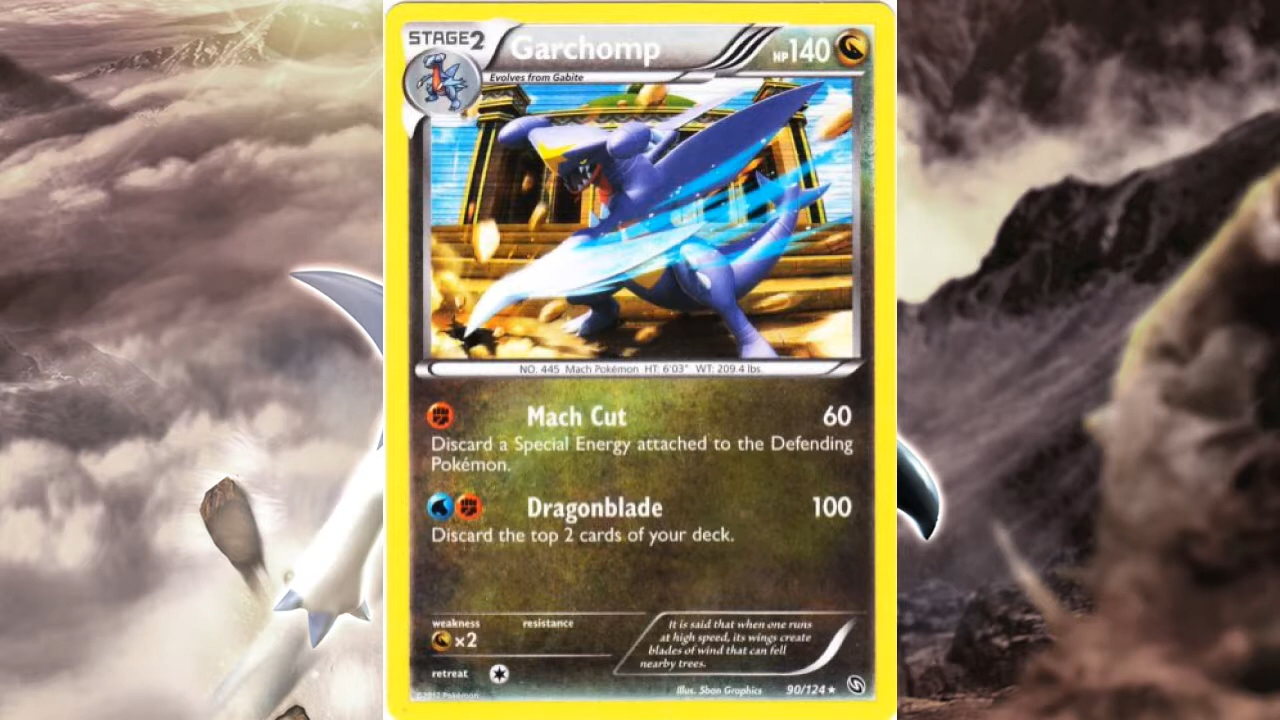 STAGE2
Garchomp
HP140
Evolves from Gabite
NO. 445 Mach Pokémon HT: 6'03" WT: 209.4 lbs.
Mach Cut 60
Discard a Special Energy attached to the Defending
Pokémon.
Dragonblade 100
Discard the top 2 cards of your deck.
weakness
×2
resistance
retreat
It is said that when one runs
at high speed, its wings create
blades of wind that can fell
nearby trees.
©2012 Pokémon
Illus. 5ban Graphics
90/124 ★